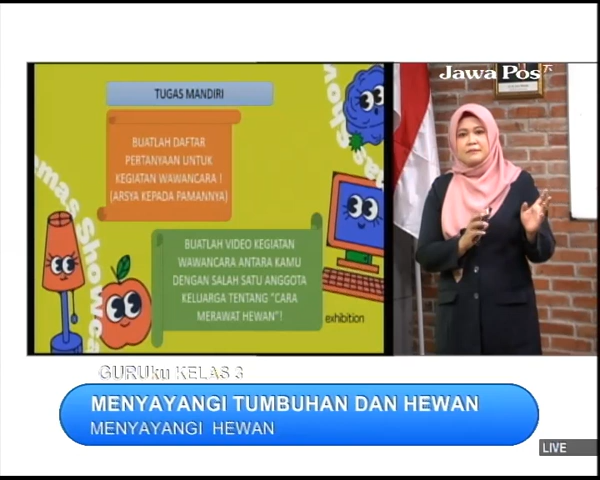 JAWA POS TV
TUGAS MANDIRI
BUATLAH DAFTAR
PERTANYAAN UNTUK
KEGIATAN WAWANCARA !
(ARSYA KEPADA PAMANNYA)
BUATLAH VIDEO KEGIATAN
WAWANCARA ANTARA KAMU
DENGAN SALAH SATU ANGGOTA
KELUARGA TENTANG "CARA
MERAWAT HEWAN" !
exhibition
GURUku KELAS 3
MENYAYANGI TUMBUHAN DAN HEWAN
MENYAYANGI HEWAN
LIVE